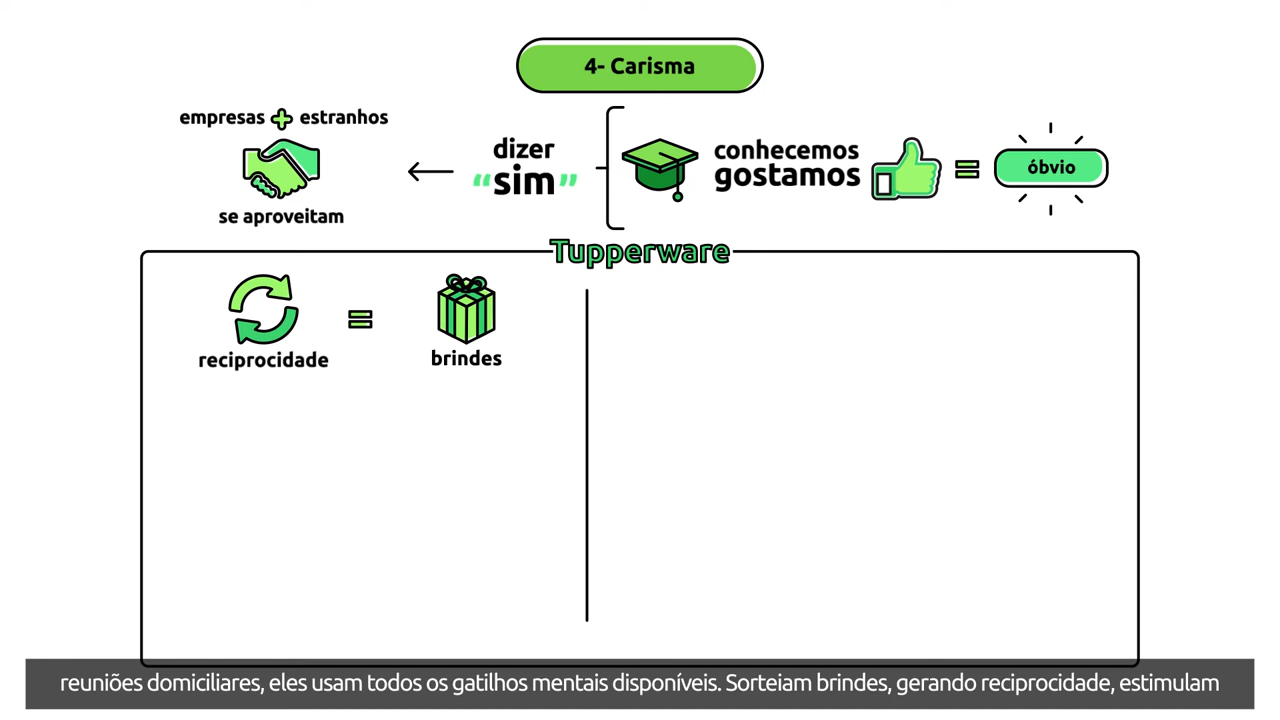 4- Carisma
empresas + estranhos
se aproveitam
dizer
"sim"
conhecemos
gostamos
=
óbvio
Tupperware
reciprocidade
=
brindes
reuniões domiciliares, eles usam todos os gatilhos mentais disponíveis. Sorteiam brindes, gerando reciprocidade, estimulam